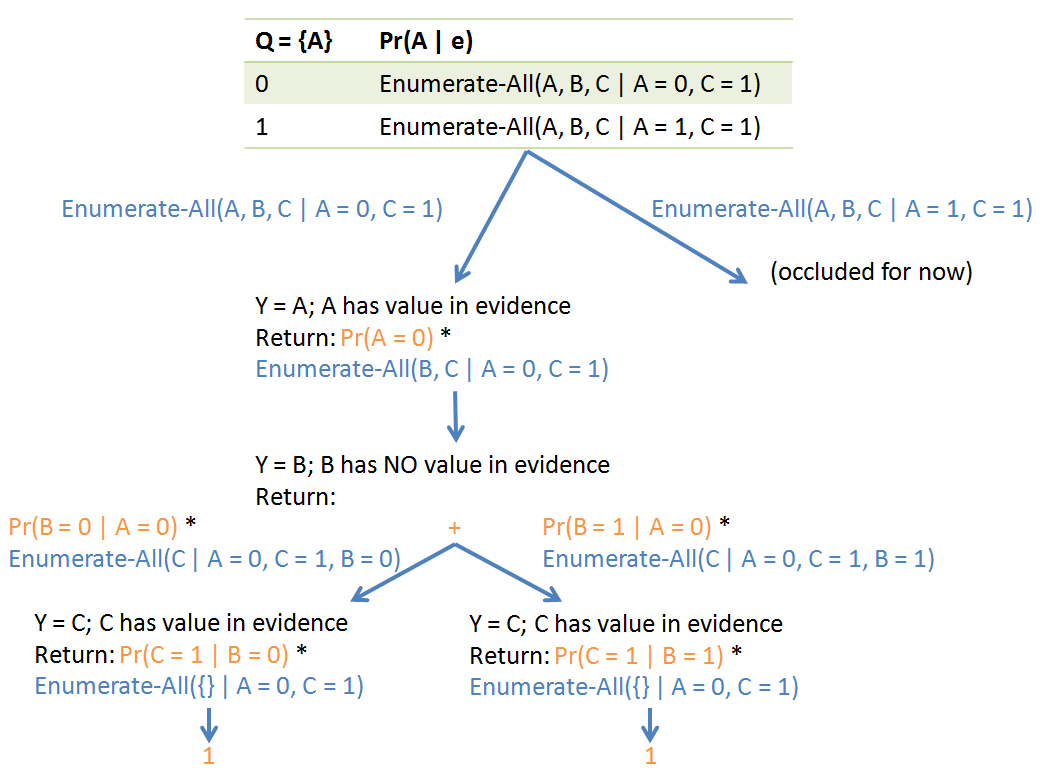 Q = {A} Pr(A | e)
0 Enumerate-All(A, B, C | A = 0, C = 1)
1 Enumerate-All(A, B, C | A = 1, C = 1)
Enumerate-All(A, B, C | A = 0, C = 1)
Enumerate-All(A, B, C | A = 1, C = 1)
(occluded for now)
Y = A; A has value in evidence
Return: Pr(A = 0) *
Enumerate-All(B, C | A = 0, C = 1)
Y = B; B has NO value in evidence
Return:
Pr(B = 0 | A = 0) *
Enumerate-All(C | A = 0, C = 1, B = 0)
+
Pr(B = 1 | A = 0) *
Enumerate-All(C | A = 0, C = 1, B = 1)
Y = C; C has value in evidence
Return: Pr(C = 1 | B = 0) *
Enumerate-All({} | A = 0, C = 1)
1
Y = C; C has value in evidence
Return: Pr(C = 1 | B = 1) *
Enumerate-All({} | A = 0, C = 1)
1